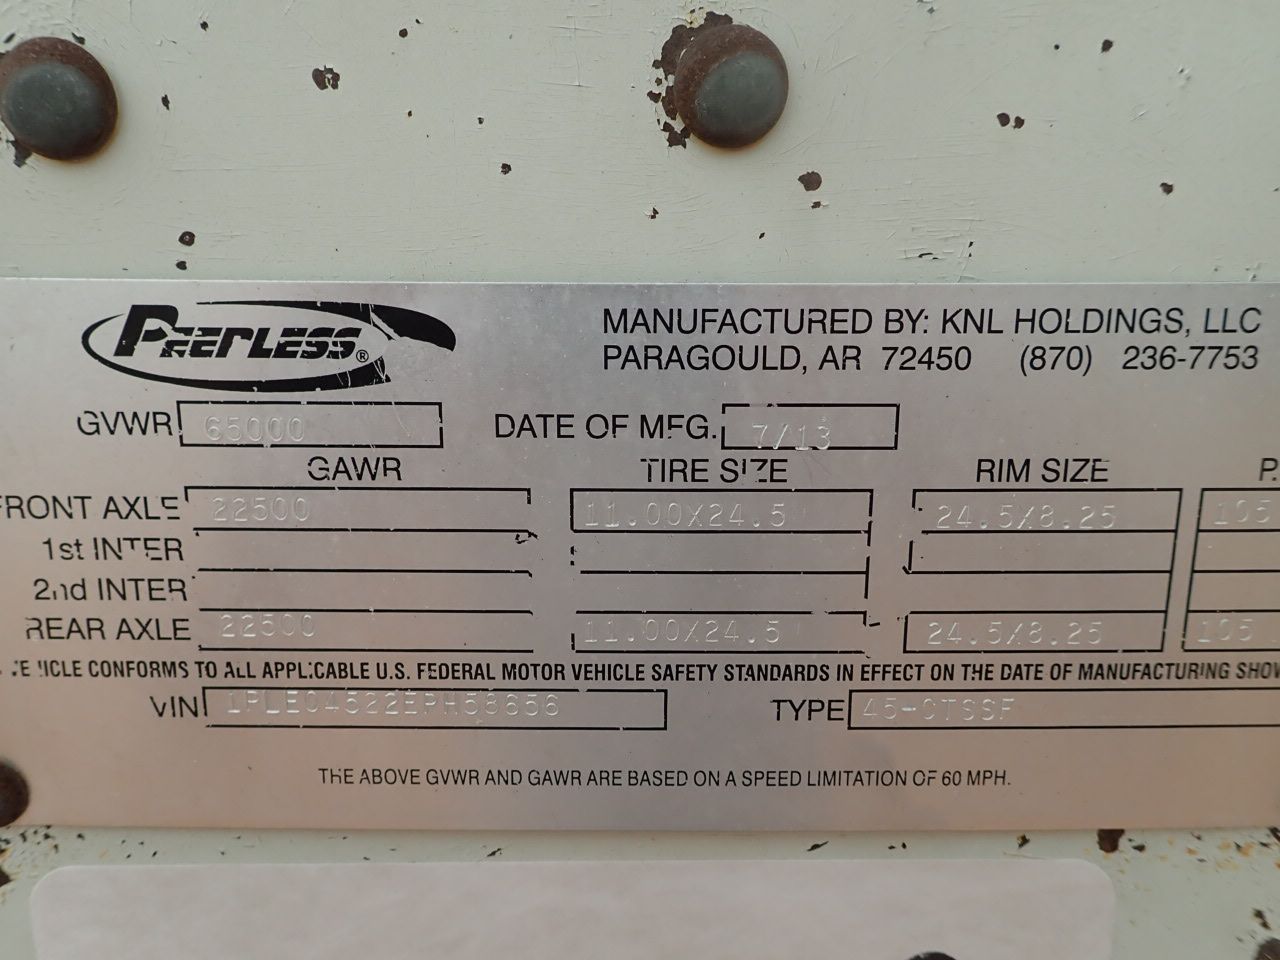 PEERLESS®
MANUFACTURED BY: KNL HOLDINGS, LLC
PARAGOULD, AR 72450 (870) 236-7753
GVWR 65000 DATE OF MFG. 7/13
GAWR TIRE SIZE RIM SIZE P.
FRONT AXLE 22500 11.00X24.5 24.5X8.25 105
1st INTER
2nd INTER
REAR AXLE 22500 11.00X24.5 24.5X8.25 105
VEHICLE CONFORMS TO ALL APPLICABLE U.S. FEDERAL MOTOR VEHICLE SAFETY STANDARDS IN EFFECT ON THE DATE OF MANUFACTURING SHOW
VIN TYPE
THE ABOVE GVWR AND GAWR ARE BASED ON A SPEED LIMITATION OF 60 MPH.